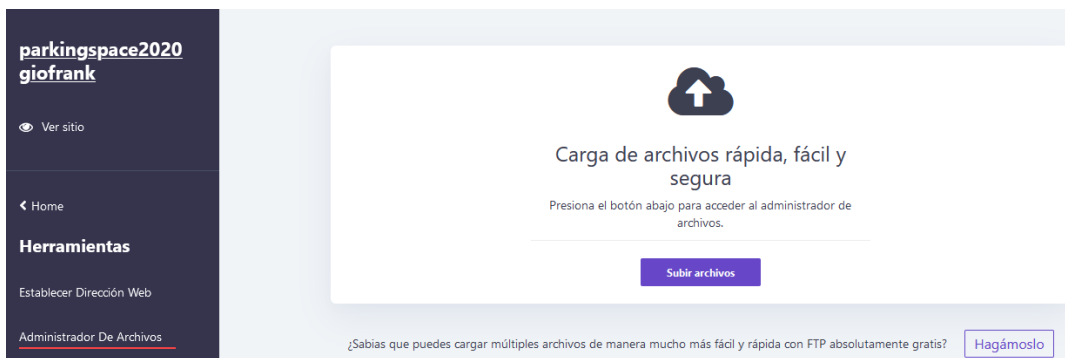 parkingspace2020
giofrank
Ver sitio
Home
Herramientas
Establecer Dirección Web
Administrador De Archivos
Carga de archivos rápida, fácil y
segura
Presiona el botón abajo para acceder al administrador de
archivos.
Subir archivos
¿Sabias que puedes cargar múltiples archivos de manera mucho más fácil y rápida con FTP absolutamente gratis?
Hagámoslo